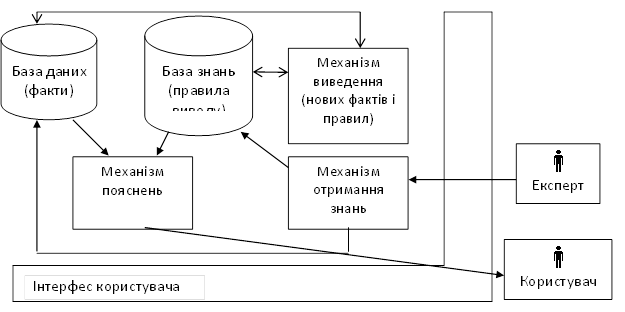 База даних
(факти)
База знань
(правила
виводу)
Механізм
виведення
(нових фактів і
правил)
Механізм
пояснень
Механізм
отримання
знань
Експерт
Користувач
Інтерфес користувача